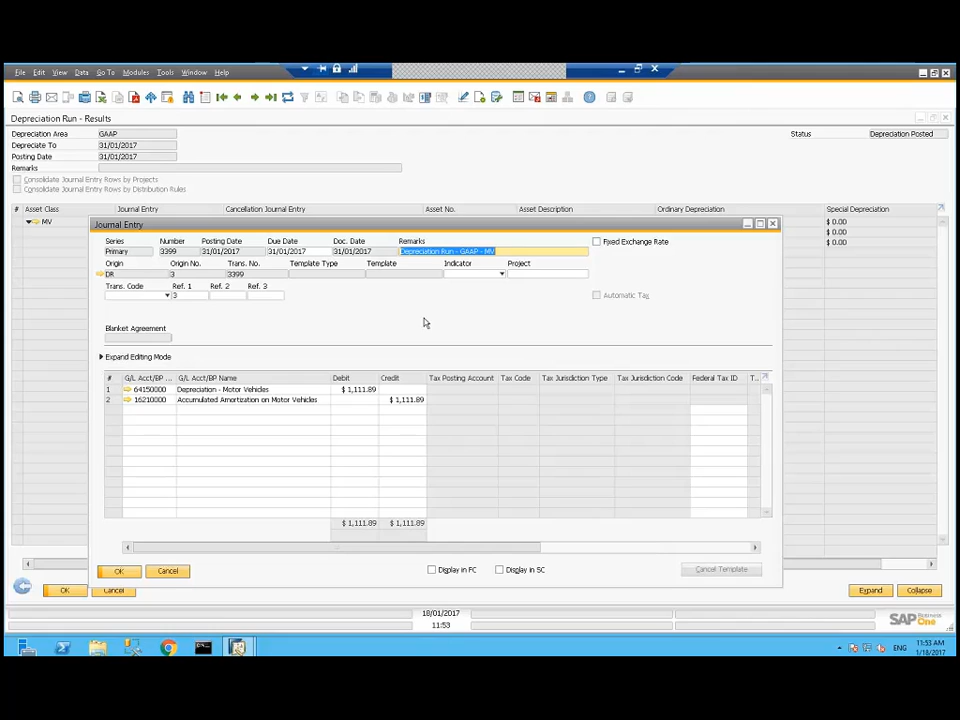 File Edit View Data Go To Modules Tools Window Help
Depreciation Run - Results
Depreciation Area GAAP Status Depreciation Posted
Depreciate To 31/01/2017
Posting Date 31/01/2017
Remarks
Consolidate Journal Entry Rows by Projects
Consolidate Journal Entry Rows by Distribution Rules
# Asset Class Journal Entry Cancellation Journal Entry Asset No. Asset Description Ordinary Depreciation Special Depreciation
MV $ 0.00
$ 0.00
$ 0.00
Journal Entry
Series Number Posting Date Due Date Doc. Date Remarks
Primary 3399 31/01/2017 31/01/2017 31/01/2017 Depreciation Run - GAAP - MV
Fixed Exchange Rate
Origin Origin No. Trans. No. Template Type Template Indicator Project
DR 3 3399
Trans. Code Ref. 1 Ref. 2 Ref. 3
3
Automatic Tax
Blanket Agreement
Expand Editing Mode
# G/L Acct/BP ... G/L Acct/BP Name Debit Credit Tax Posting Account Tax Code Tax Jurisdiction Type Tax Jurisdiction Code Federal Tax ID T...
1 64150000 Depreciation - Motor Vehicles $ 1,111.89
2 16210000 Accumulated Amortization on Motor Vehicles $ 1,111.89
$ 1,111.89 $ 1,111.89
OK Cancel Display in FC Display in SC Cancel Template
OK Cancel Expand Collapse
18/01/2017
11:53
SAP Business One
ENG 11:53 AM
1/18/2017